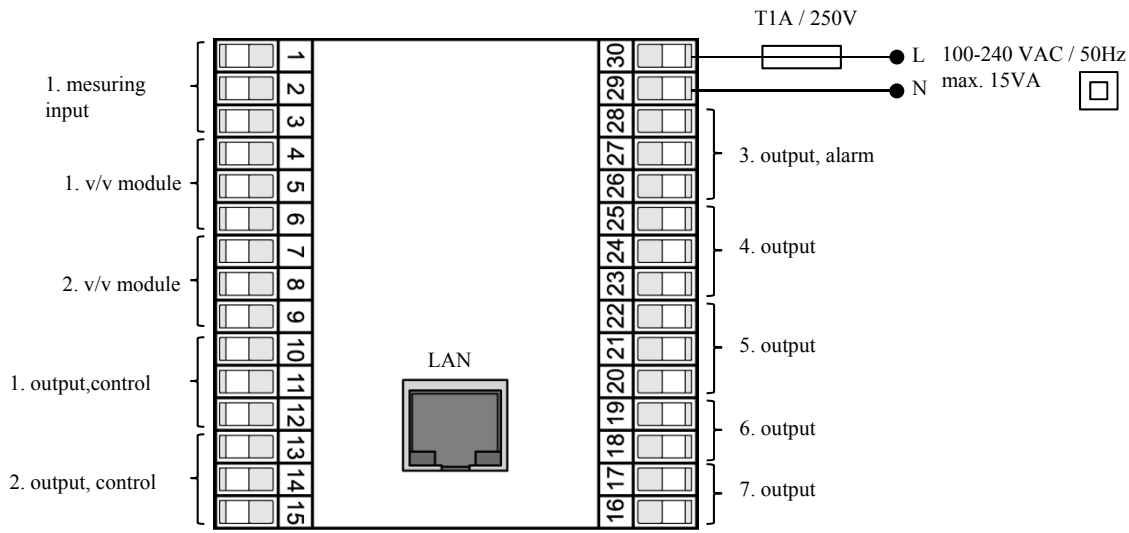 T1A / 250V
L 100-240 VAC / 50Hz
N max. 15VA
1. mesuring
input
1. v/v module
2. v/v module
1. output,control
2. output, control
1
2
3
4
5
6
7
8
9
10
11
12
13
14
15
LAN
30
29
28
27
26
25
24
23
22
21
20
19
18
17
16
3. output, alarm
4. output
5. output
6. output
7. output